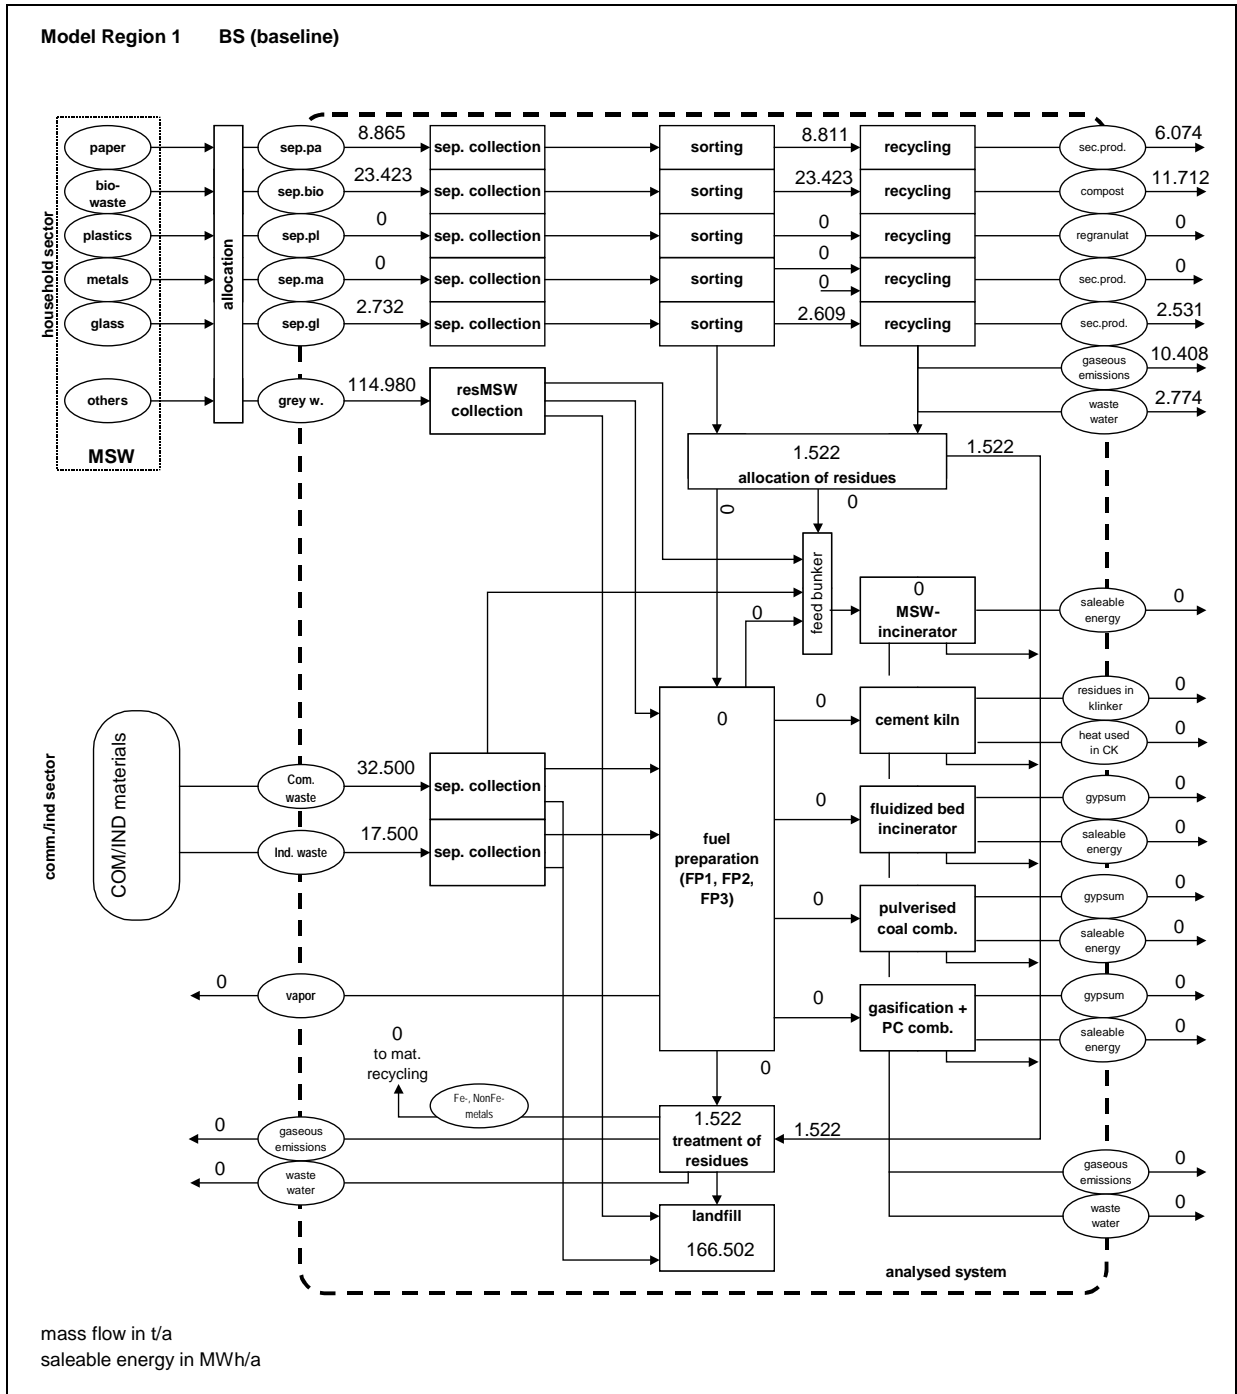 Model Region 1 BS (baseline)
household sector
paper
bio-
waste
plastics
metals
glass
others
MSW
allocation
sep.pa
8.865
sep. collection
sorting
8.811
recycling
sec.prod.
6.074
sep.bio
23.423
sep. collection
sorting
23.423
recycling
compost
11.712
sep.pl
0
sep. collection
sorting
0
recycling
regranulat
0
sep.ma
0
sep. collection
sorting
0
0
recycling
sec.prod.
0
sep.gl
2.732
sep. collection
sorting
2.609
recycling
sec.prod.
2.531
gaseous
emissions
10.408
waste
water
2.774
grey w.
114.980
resMSW
collection
1.522
allocation of residues
1.522
0
0
feed bunker
0
0
MSW-
incinerator
saleable
energy
0
comm./ind sector
COM/IND materials
Com.
waste
32.500
sep. collection
Ind. waste
17.500
sep. collection
0
fuel
preparation
(FP1, FP2,
FP3)
0
cement kiln
residues in
klinker
0
heat used
in CK
0
0
fluidized bed
incinerator
gypsum
0
saleable
energy
0
0
pulverised
coal comb.
gypsum
0
saleable
energy
0
0
gasification +
PC comb.
gypsum
0
saleable
energy
0
0
vapor
0
to mat.
recycling
Fe-, NonFe-
metals
0
1.522
treatment of
residues
1.522
0
gaseous
emissions
0
waste
water
gaseous
emissions
0
waste
water
0
landfill
166.502
analysed system
mass flow in t/a
saleable energy in MWh/a